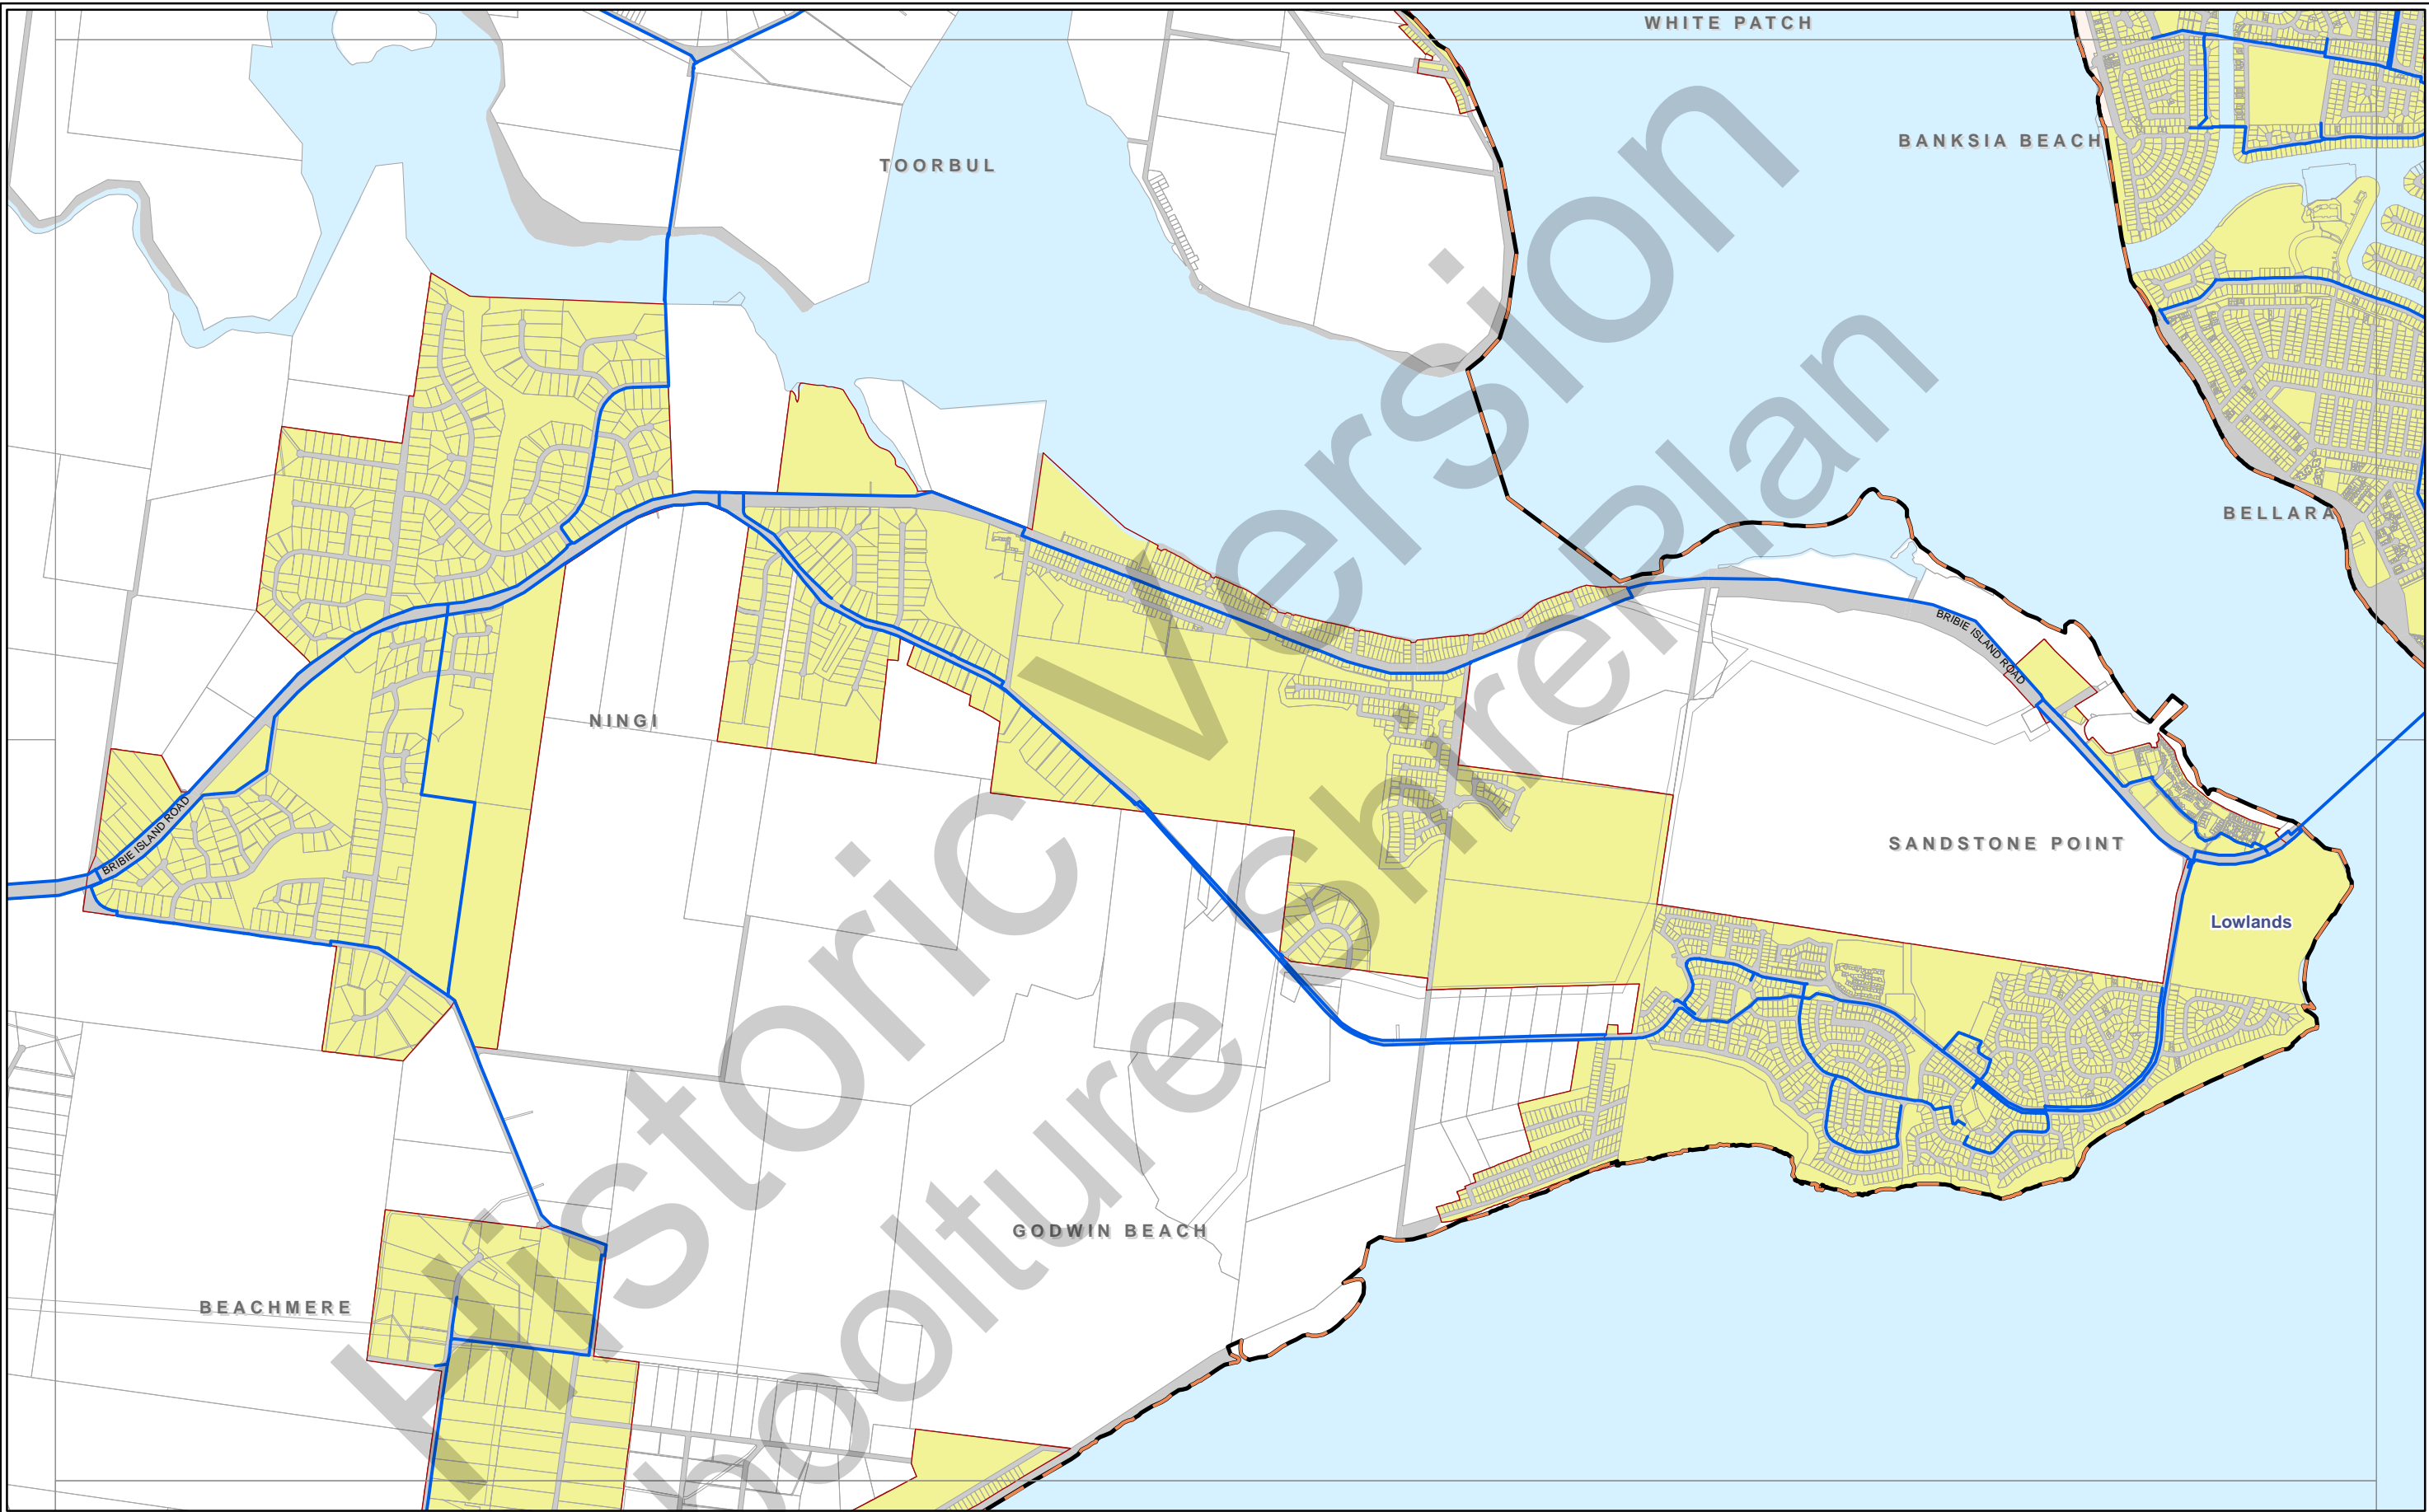 WHITE PATCH
BANKSIA BEACH
TOORBUL
BELLARA
BRIBIE ISLAND ROAD
NINGI
SANDSTONE POINT
BRIBIE ISLAND ROAD
Lowlands
GODWIN BEACH
BEACHMERE
Historic Version
boolture Shire Plan